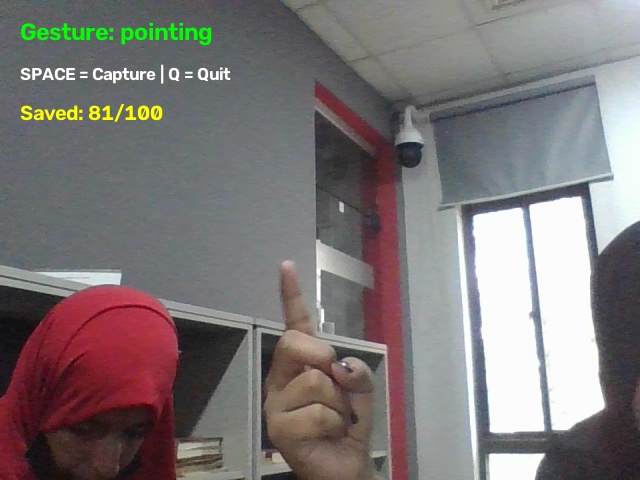 Gesture: pointing
SPACE = Capture | Q = Quit
Saved: 81/100